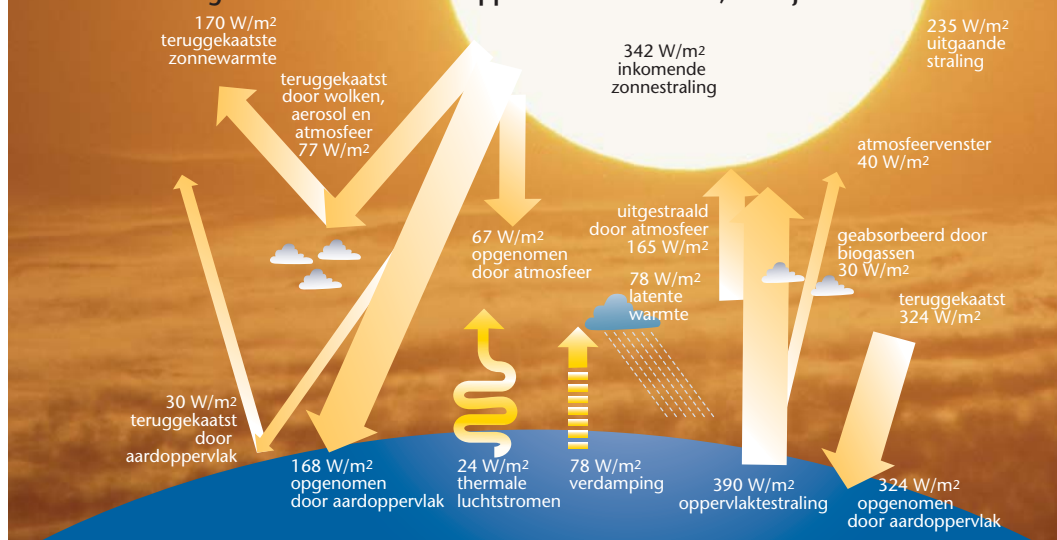 170 W/m²
teruggekaatste
zonnewarmte
teruggekaatst
door wolken,
aerosol en
atmosfeer
77 W/m²
342 W/m²
inkomende
zonnestraling
235 W/m²
uitgaande
straling
atmosfeervenster
40 W/m²
67 W/m²
opgenomen
door atmosfeer
uitgestraald
door atmosfeer
165 W/m²
78 W/m²
latente
warmte
geabsorbeerd door
biogassen
30 W/m²
teruggekaatst
324 W/m²
30 W/m²
teruggekaatst
door
aardoppervlak
168 W/m²
opgenomen
door aardoppervlak
24 W/m²
thermale
luchtstromen
78 W/m²
verdamping
390 W/m²
oppervlaktestraling
324 W/m²
opgenomen
door aardoppervlak